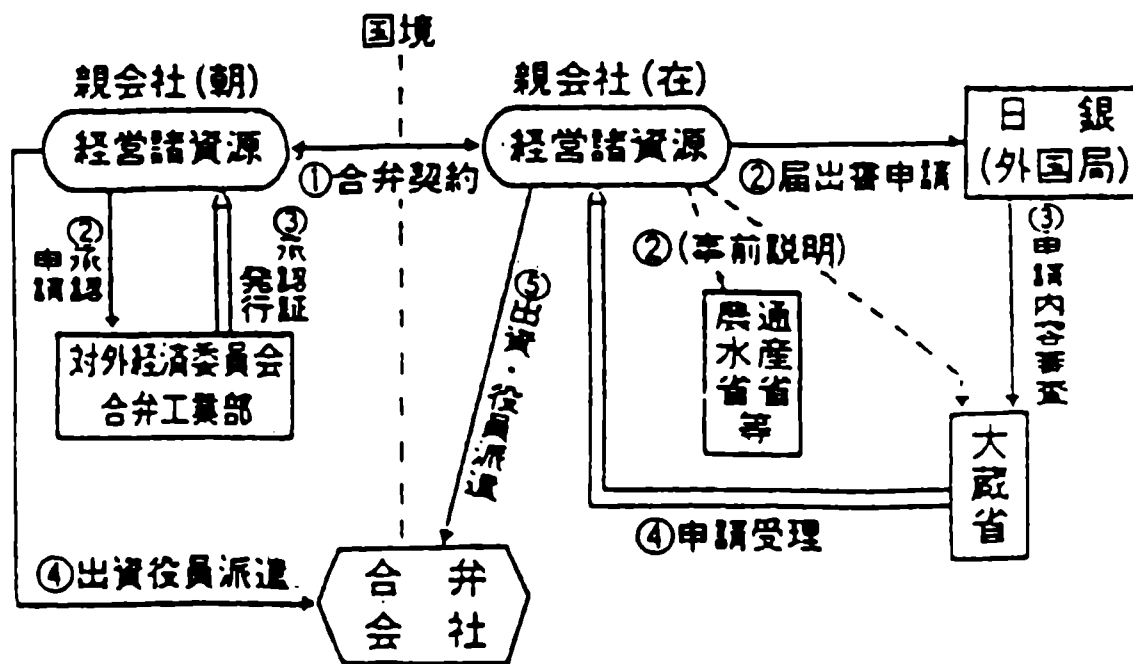 国境
親会社(朝)
経営諸資源
親会社(在)
経営諸資源
日 銀
(外国局)
①合弁契約
②届出書申請
②承認
申請
③承認証
発行
②(事前説明)
③申請内容審査
対外経済委員会
合弁工業部
農水省
通産省
等
⑤出資・役員派遣
大蔵省
④申請受理
④出資役員派遣
合 弁
会 社